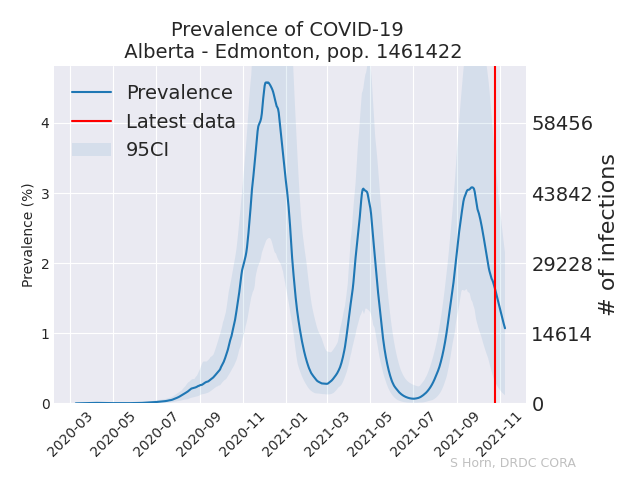 Prevalence of COVID-19
Alberta - Edmonton, pop. 1461422
Prevalence
Latest data
95CI
Prevalence (%)
4
3
2
1
0
58456
43842
29228
14614
0
# of infections
2020-03
2020-05
2020-07
2020-09
2020-11
2021-01
2021-03
2021-05
2021-07
2021-09
2021-11
S Horn, DRDC CORA